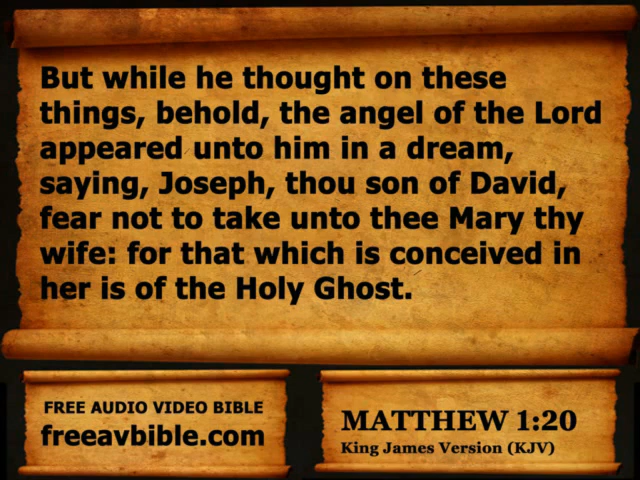 But while he thought on these
things, behold, the angel of the Lord
appeared unto him in a dream,
saying, Joseph, thou son of David,
fear not to take unto thee Mary thy
wife: for that which is conceived in
her is of the Holy Ghost.
FREE AUDIO VIDEO BIBLE
freeavbible.com
MATTHEW 1:20
King James Version (KJV)